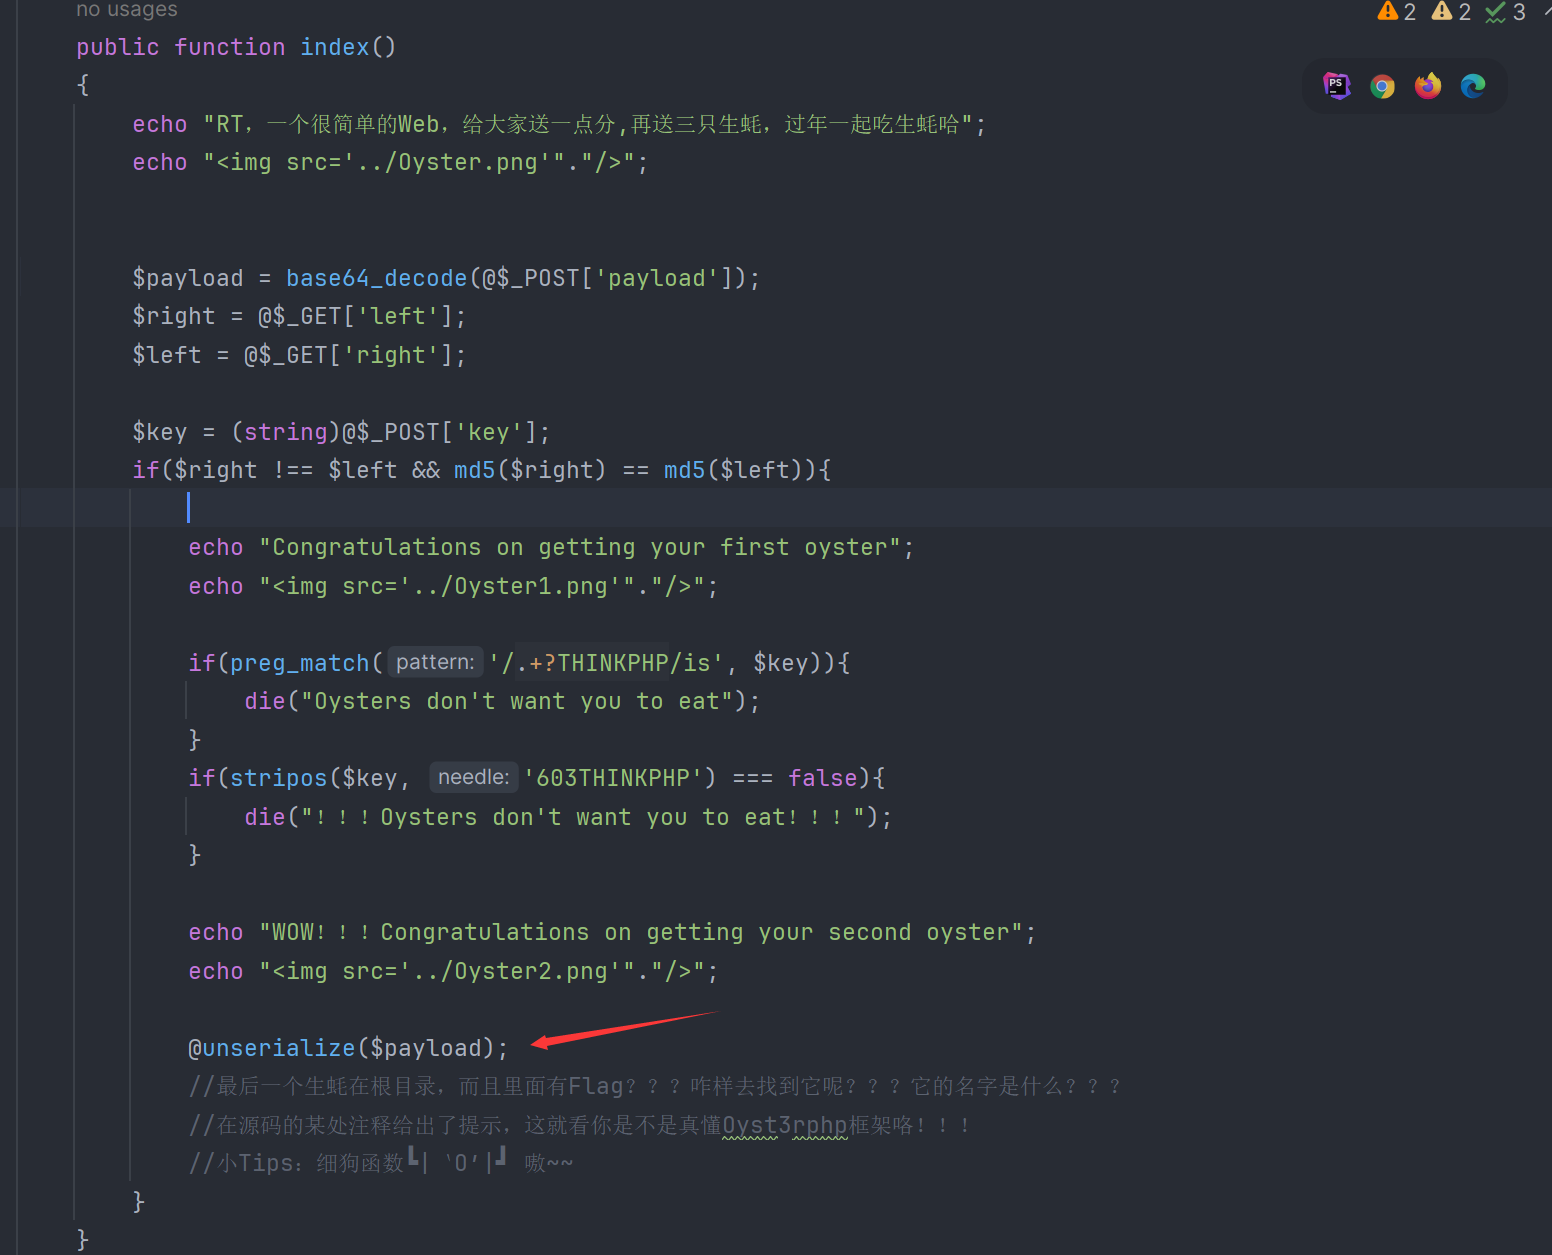 no usages
2 2 3
public function index()
{
PS
echo "RT，一个很简单的Web，给大家送一点分,再送三只生蚝，过年一起吃生蚝哈";
echo "<img src='../Oyster.png'"."/>";
$payload = base64_decode(@$_POST['payload']);
$right = @$_GET['left'];
$left = @$_GET['right'];
$key = (string)@$_POST['key'];
if($right !== $left && md5($right) == md5($left)){
echo "Congratulations on getting your first oyster";
echo "<img src='../Oyster1.png'"."/>";
if(preg_match( pattern: '/.+?THINKPHP/is', $key)){
die("Oysters don't want you to eat");
}
if(stripos($key, needle: '603THINKPHP') === false){
die("！！！Oysters don't want you to eat！！！");
}
echo "WOW！！！Congratulations on getting your second oyster";
echo "<img src='../Oyster2.png'"."/>";
@unserialize($payload);
//最后一个生蚝在根目录，而且里面有Flag？？？咋样去找到它呢？？？它的名字是什么？？？
//在源码的某处注释给出了提示，这就看你是不是真懂Oyst3rphp框架咯！！！
//小Tips：细狗函数┗|｀O′|┛ 嗷~~
}
}